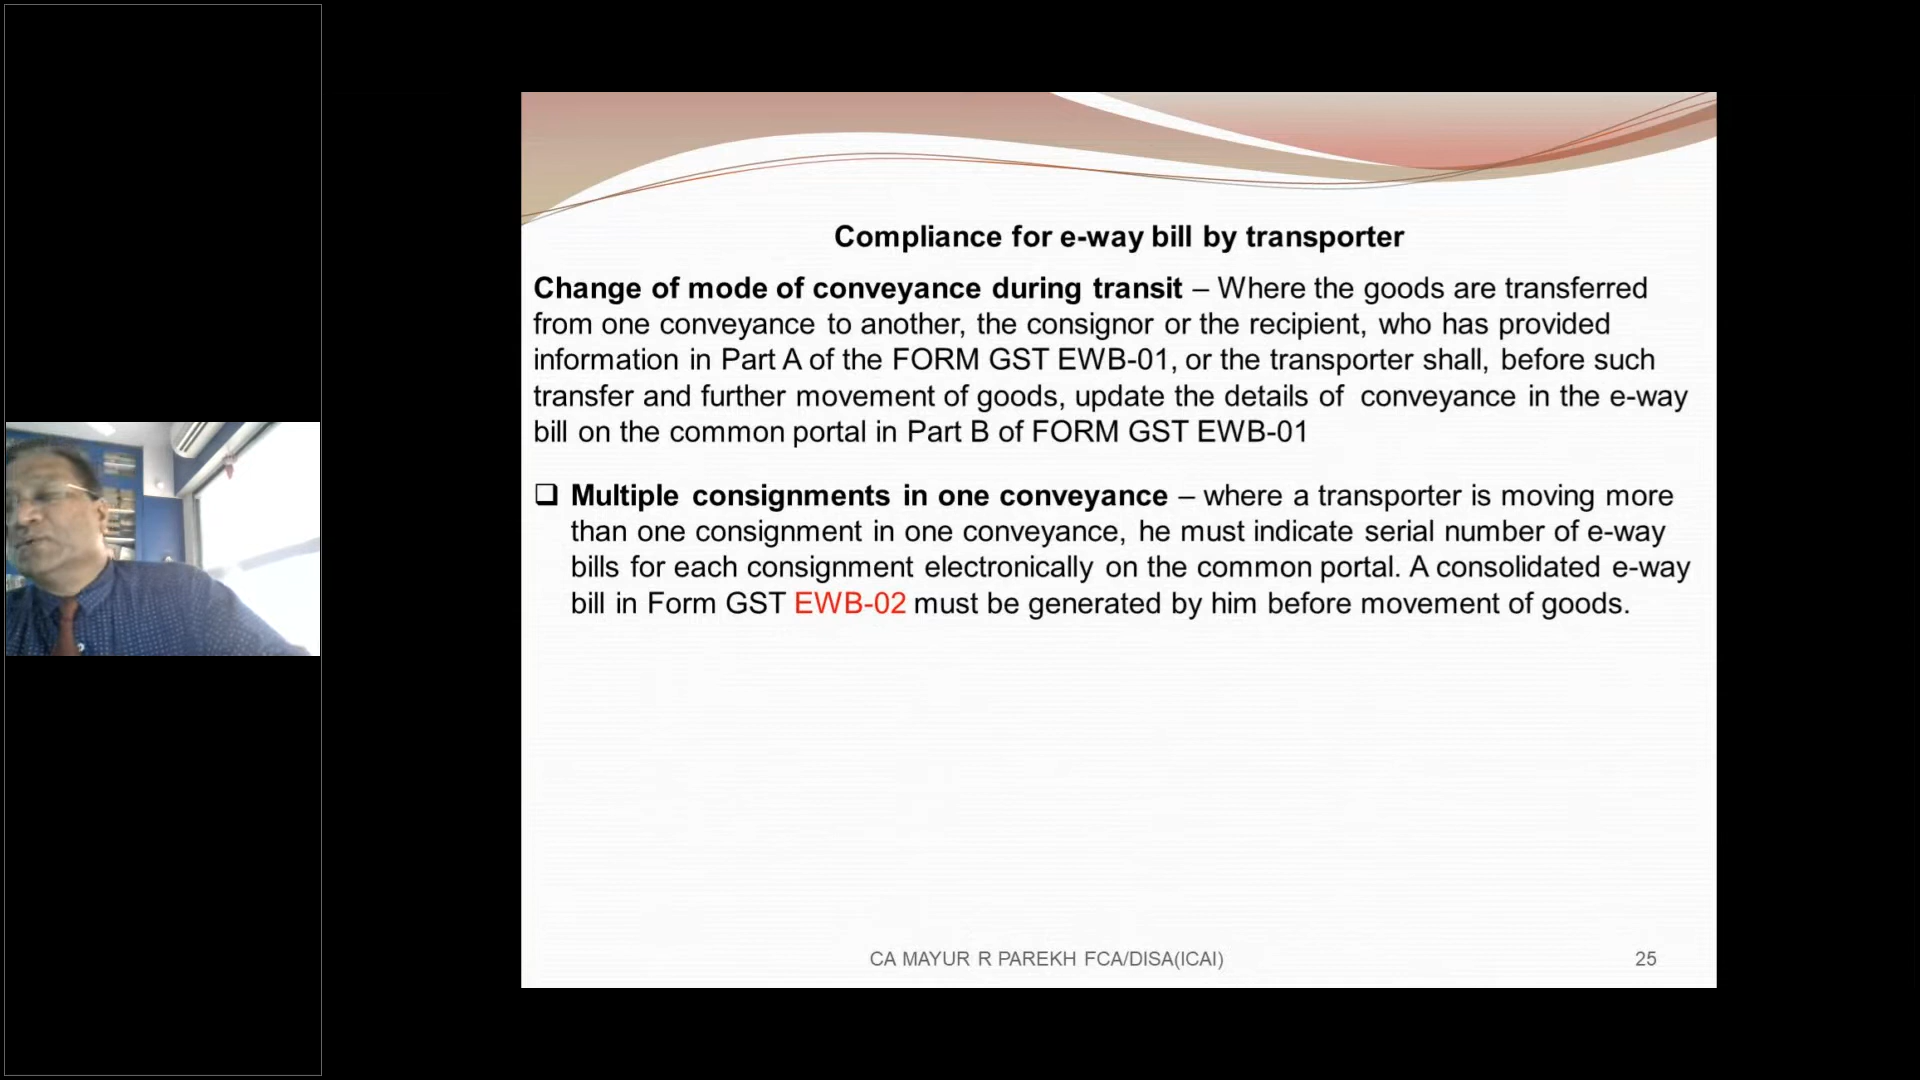 Compliance for e-way bill by transporter
Change of mode of conveyance during transit – Where the goods are transferred
from one conveyance to another, the consignor or the recipient, who has provided
information in Part A of the FORM GST EWB-01, or the transporter shall, before such
transfer and further movement of goods, update the details of conveyance in the e-way
bill on the common portal in Part B of FORM GST EWB-01
❑ Multiple consignments in one conveyance – where a transporter is moving more
than one consignment in one conveyance, he must indicate serial number of e-way
bills for each consignment electronically on the common portal. A consolidated e-way
bill in Form GST EWB-02 must be generated by him before movement of goods.
CA MAYUR R PAREKH FCA/DISA(ICAI)
25